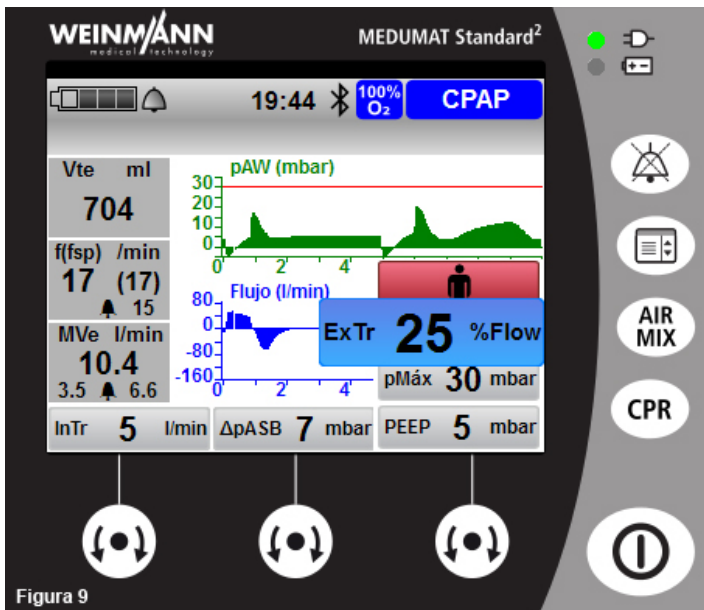 WEINMANN
medical technology
MEDUMAT Standard²
19:44
100% O₂
CPAP
Vte ml
704
f(fsp) /min
17 (17)
15
MVe l/min
10.4
3.5 6.6
pAW (mbar)
30
20
10
0
0 2 4
Flujo (l/min)
80
0
-80
-160
0 2 4
ExTr 25 %Flow
pMáx 30 mbar
InTr 5 l/min
ΔpASB 7 mbar
PEEP 5 mbar
AIR
MIX
CPR
Figura 9